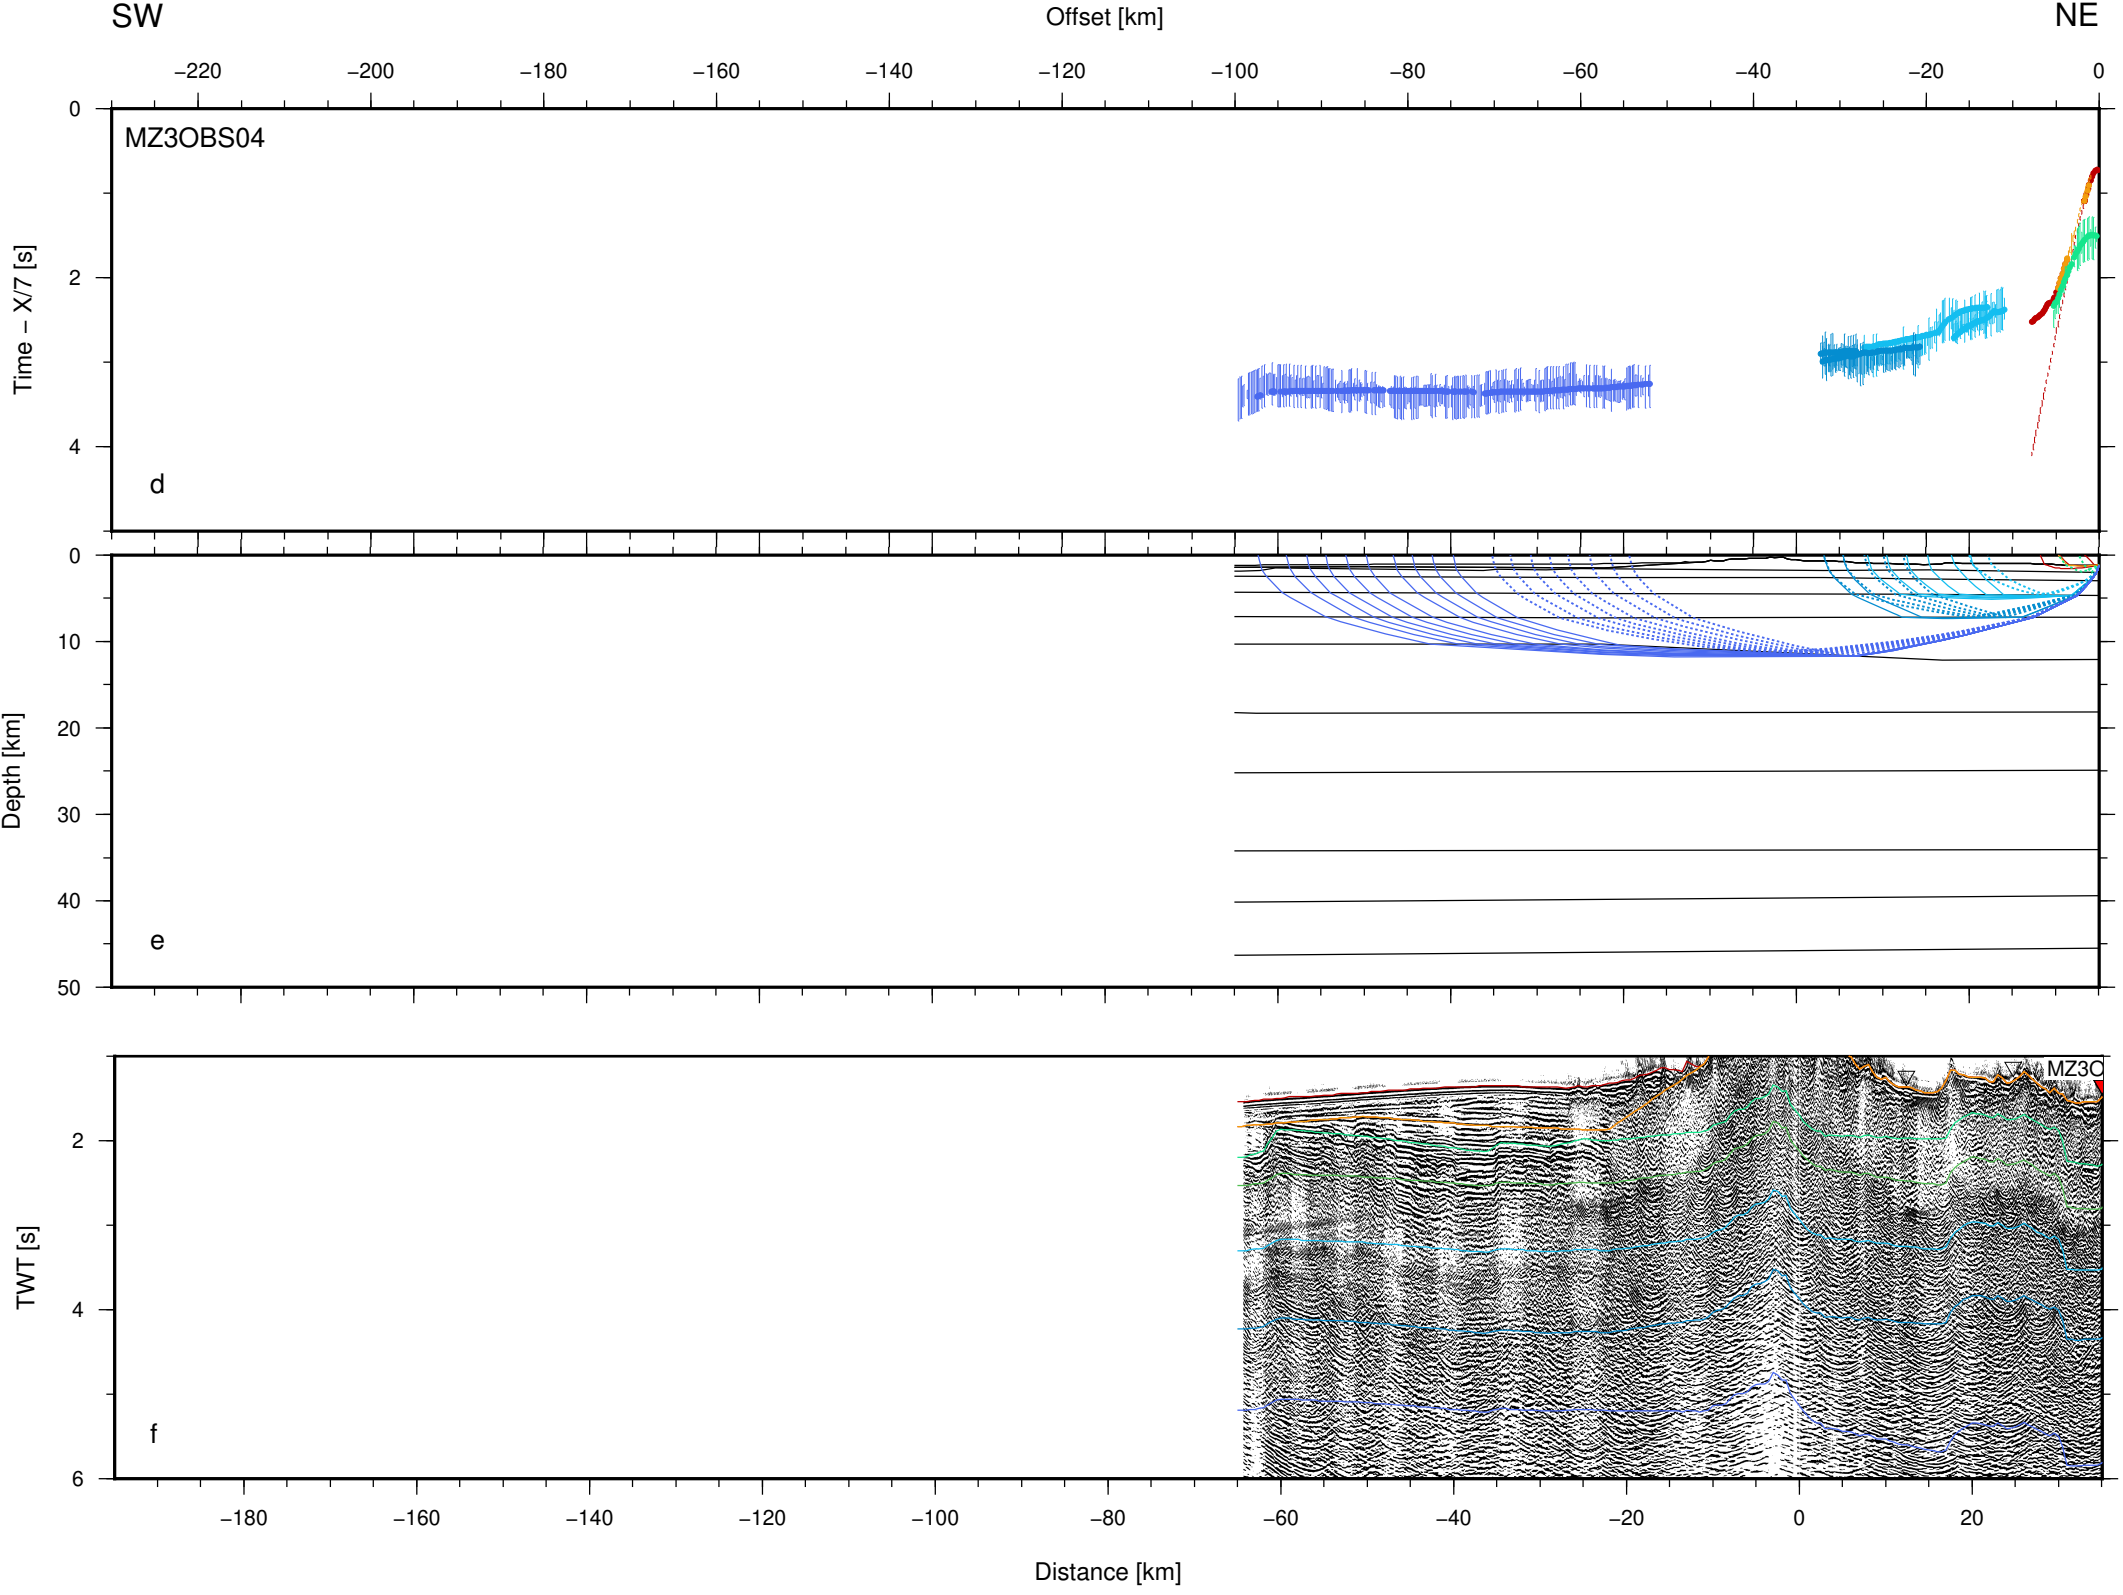 SW Offset [km] NE
−220 −200 −180 −160 −140 −120 −100 −80 −60 −40 −20 0
MZ3OBS04
Time − X/7 [s]
0
2
4
d
Depth [km]
0
10
20
30
40
50
e
TWT [s]
2
4
6
MZ3O
f
−180 −160 −140 −120 −100 −80 −60 −40 −20 0 20
Distance [km]